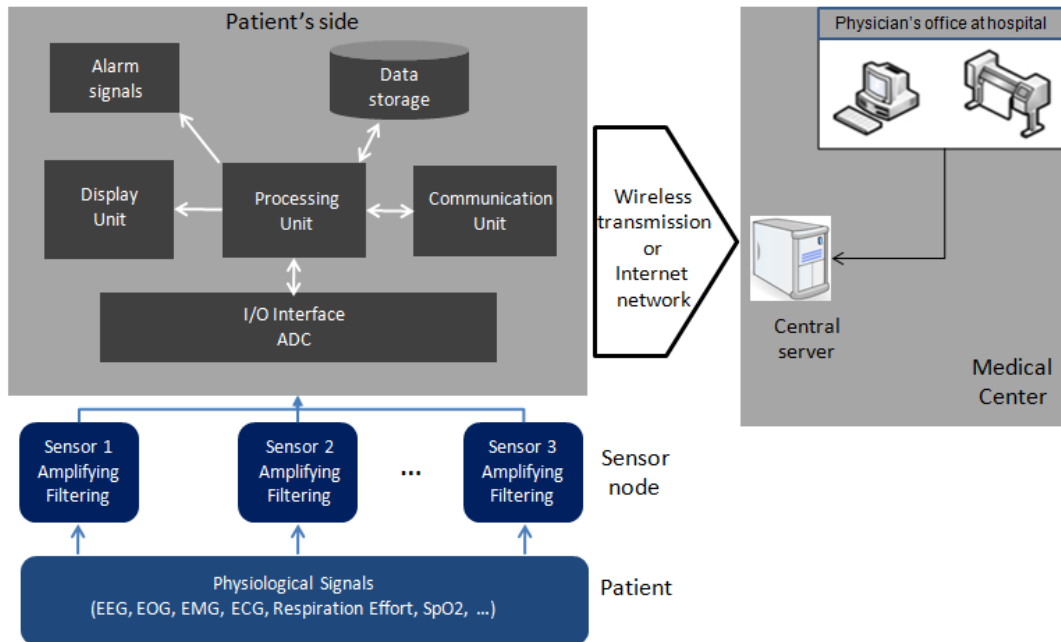 Patient's side
Alarm
signals
Data
storage
Display
Unit
Processing
Unit
Communication
Unit
I/O Interface
ADC
Wireless
transmission
or
Internet
network
Physician's office at hospital
Central
server
Medical
Center
Sensor 1
Amplifying
Filtering
Sensor 2
Amplifying
Filtering
...
Sensor 3
Amplifying
Filtering
Sensor
node
Physiological Signals
(EEG, EOG, EMG, ECG, Respiration Effort, SpO2, ...)
Patient